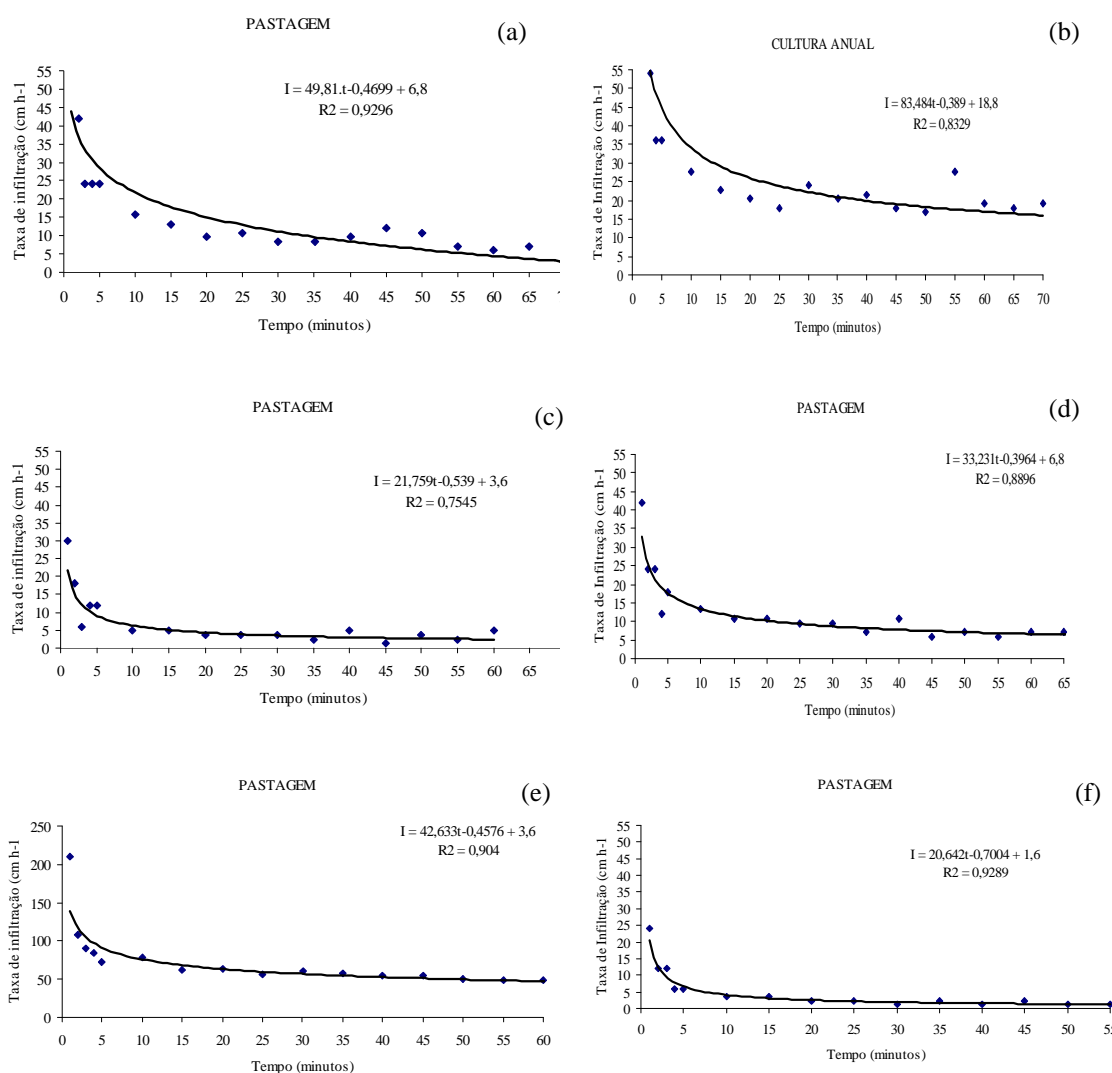 PASTAGEM
(a)
I = 49,81.t-0,4699 + 6,8
R2 = 0,9296
Taxa de infiltração (cm h-1
55
50
45
40
35
30
25
20
15
10
5
0
0 5 10 15 20 25 30 35 40 45 50 55 60 65
Tempo (minutos)
CULTURA ANUAL
(b)
I = 83,484t-0,389 + 18,8
R2 = 0,8329
Taxa de Infiltração (cm h-1
55
50
45
40
35
30
25
20
15
10
5
0
0 5 10 15 20 25 30 35 40 45 50 55 60 65 70
Tempo (minutos)
PASTAGEM
(c)
I = 21,759t-0,539 + 3,6
R2 = 0,7545
Taxa de infiltração (cm h-1
55
50
45
40
35
30
25
20
15
10
5
0
0 5 10 15 20 25 30 35 40 45 50 55 60 65
Tempo (minutos)
PASTAGEM
(d)
I = 33,231t-0,3964 + 6,8
R2 = 0,8896
Taxa de Infiltração (cm h-1
55
50
45
40
35
30
25
20
15
10
5
0
0 5 10 15 20 25 30 35 40 45 50 55 60 65
Tempo (minutos)
PASTAGEM
(e)
I = 42,633t-0,4576 + 3,6
R2 = 0,904
Taxa de infiltração (cm h-1
250
200
150
100
50
0
0 5 10 15 20 25 30 35 40 45 50 55 60
Tempo (minutos)
PASTAGEM
(f)
I = 20,642t-0,7004 + 1,6
R2 = 0,9289
Taxa de Infiltração (cm h-1
55
50
45
40
35
30
25
20
15
10
5
0
0 5 10 15 20 25 30 35 40 45 50 55
Tempo (minutos)